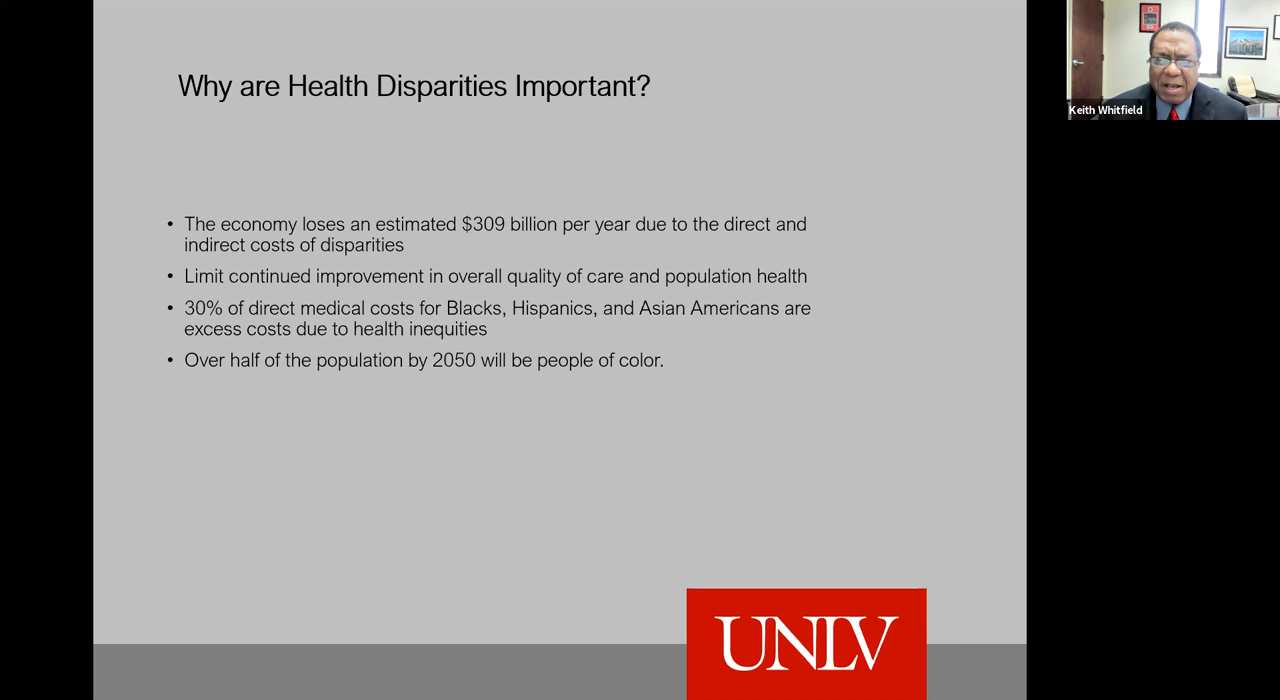 Why are Health Disparities Important?
• The economy loses an estimated $309 billion per year due to the direct and
indirect costs of disparities
• Limit continued improvement in overall quality of care and population health
• 30% of direct medical costs for Blacks, Hispanics, and Asian Americans are
excess costs due to health inequities
• Over half of the population by 2050 will be people of color.
UNLV
Keith Whitfield